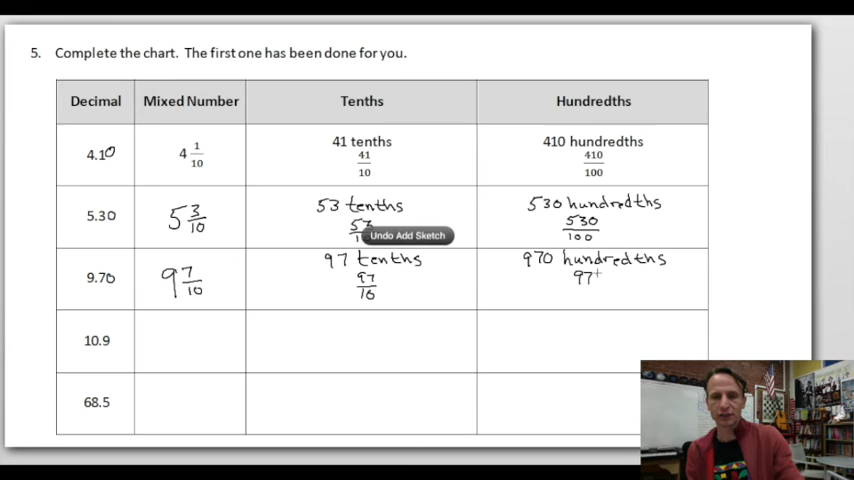 5. Complete the chart. The first one has been done for you.
Decimal Mixed Number Tenths Hundredths
4.10 4 1/10 41 tenths 41/10 410 hundredths 410/100
5.30 5 3/10 53 tenths 53/1 530 hundredths 530/100
Undo Add Sketch
9.70 9 7/10 97 tenths 97/10 970 hundredths 97
10.9
68.5